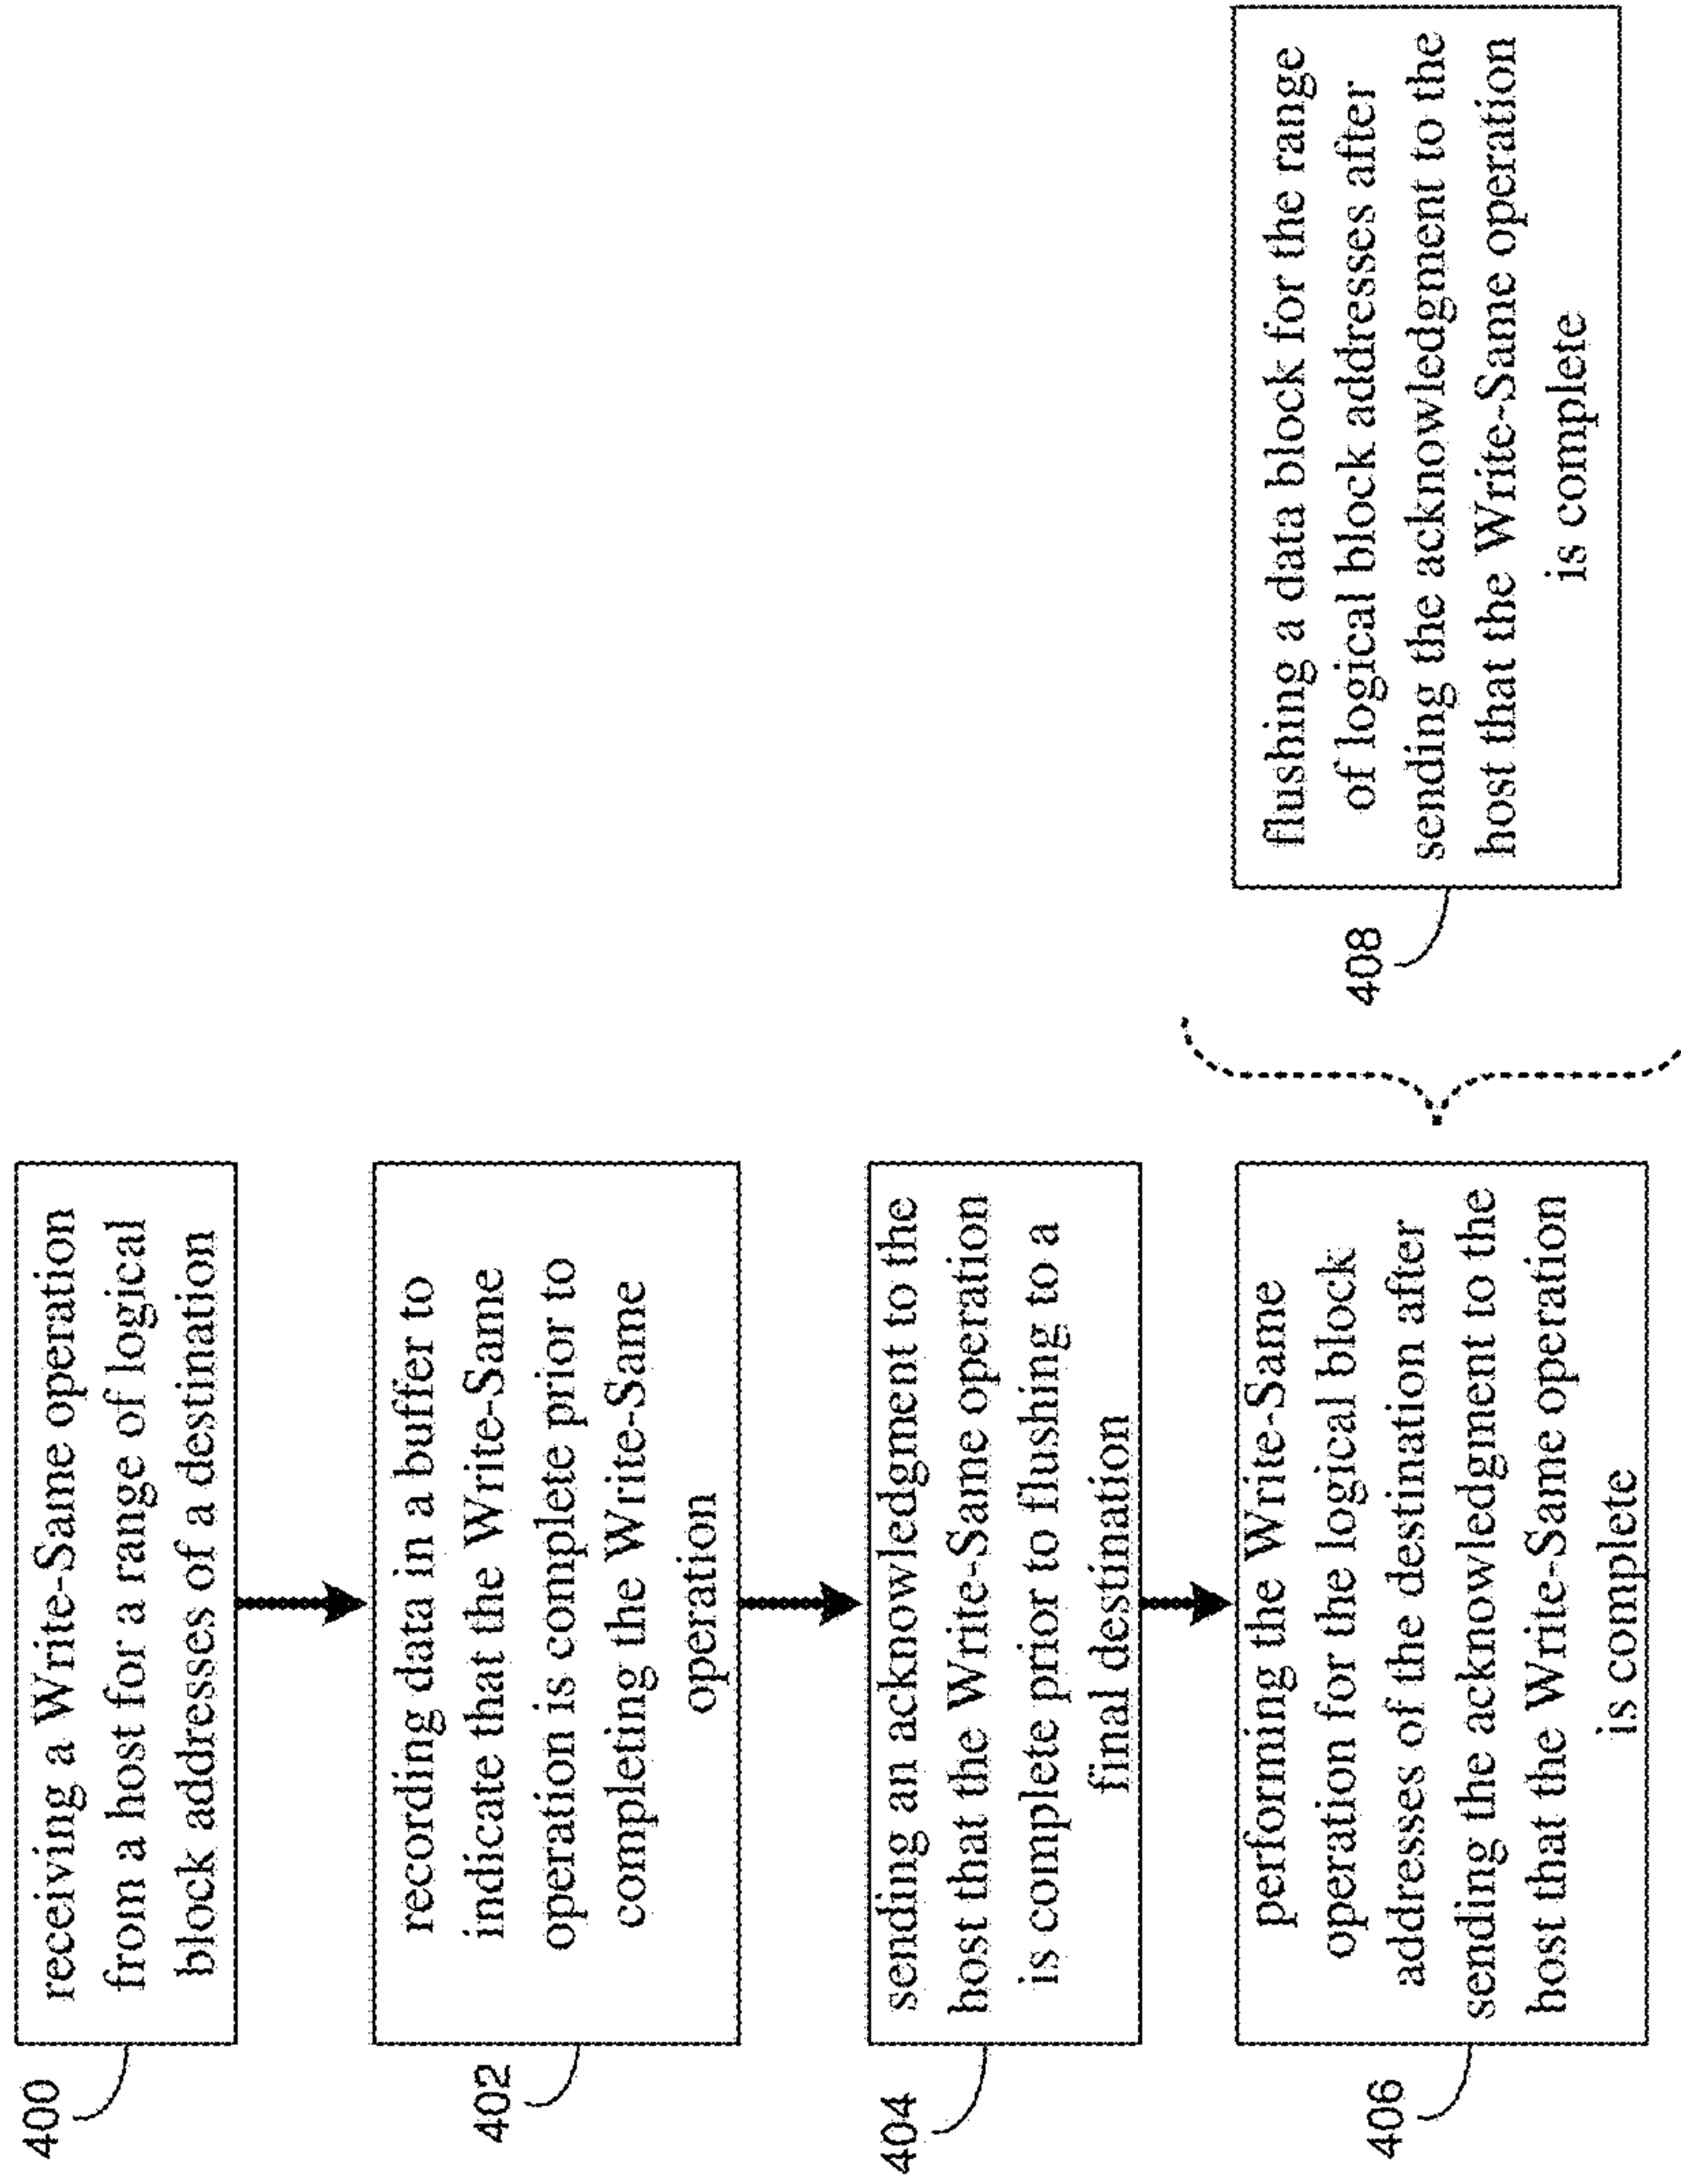 400
receiving a Write-Same operation
from a host for a range of logical
block addresses of a destination
402
recording data in a buffer to
indicate that the Write-Same
operation is complete prior to
completing the Write-Same
operation
404
sending an acknowledgment to the
host that the Write-Same operation
is complete prior to flushing to a
final destination
406
performing the Write-Same
operation for the logical block
addresses of the destination after
sending the acknowledgment to the
host that the Write-Same operation
is complete
408
flushing a data block for the range
of logical block addresses after
sending the acknowledgment to the
host that the Write-Same operation
is complete